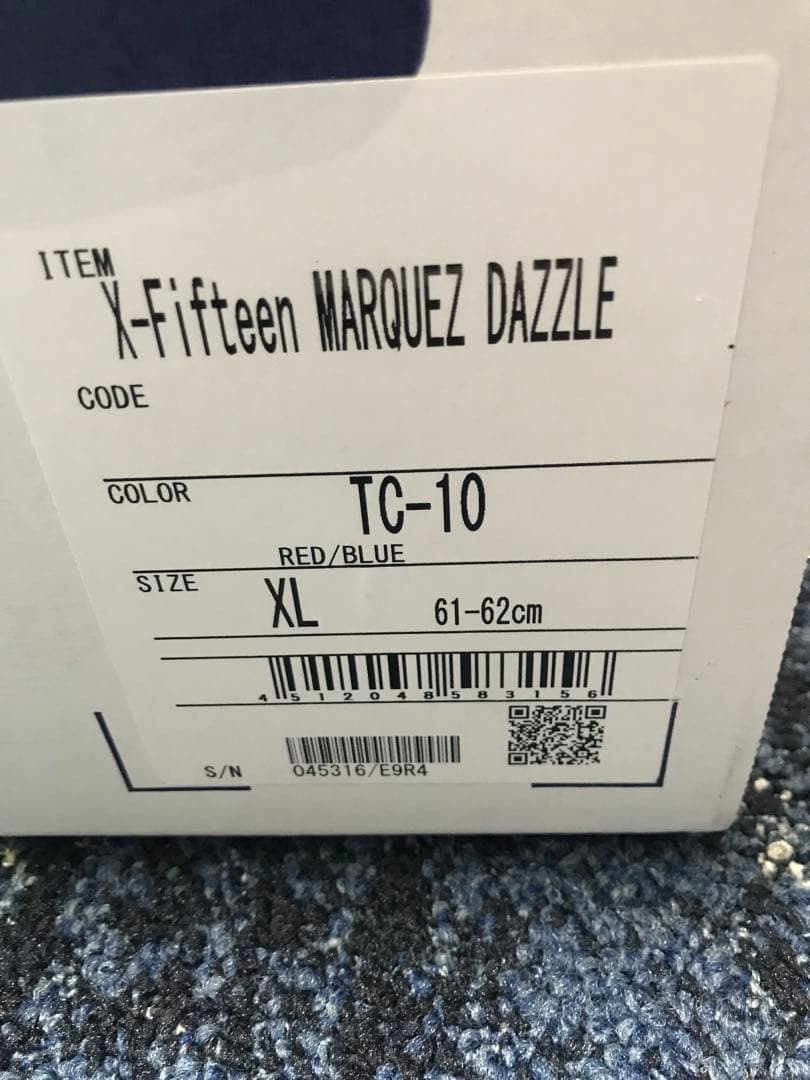 ITEM
X-Fifteen MARQUEZ DAZZLE
CODE
COLOR TC-10
RED/BLUE
SIZE XL 61-62cm
4512048583156
S/N 045316/E9R4